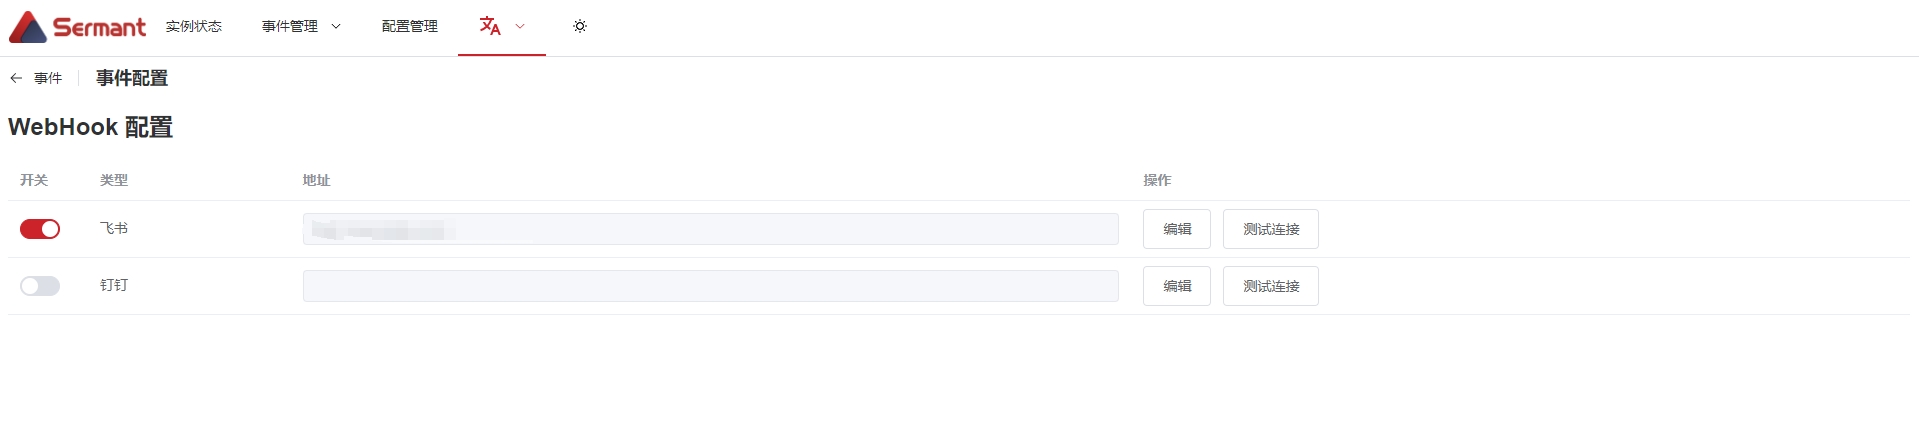 Sermant 实例状态 事件管理 配置管理
事件 事件配置
WebHook 配置
开关 类型 地址 操作
飞书 编辑 测试连接
钉钉 编辑 测试连接